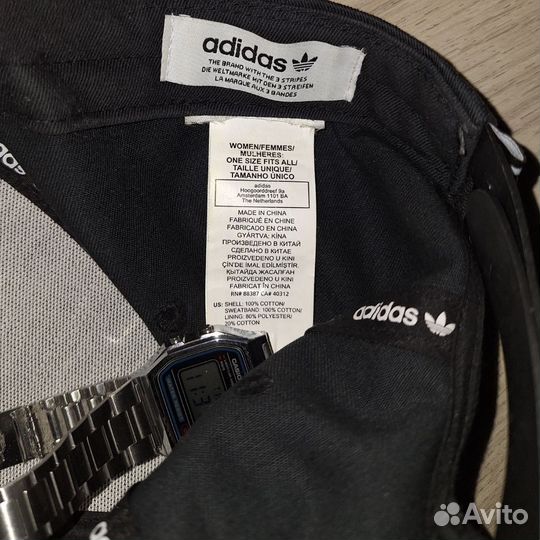 adidas
THE BRAND WITH THE 3 STRIPES
DIE WELTMARKE MIT DEN 3 STREIFEN
LA MARQUE AUX 3 BANDES
WOMEN/FEMMES/
MULHERES:
ONE SIZE FITS ALL/
TAILLE UNIQUE/
TAMANHO ÚNICO
adidas
Hoogoorddreef 9a
Amsterdam 1101 BA
The Netherlands
MADE IN CHINA
FABRIQUÉ EN CHINE
FABRICADO EN CHINA
GYÁRTVA: KÍNA
ПРОИЗВЕДЕНО В КИТАЙ
СДЕЛАНО В КИТАЕ
PROIZVEDENO U KINI
ÇİN'DE İMAL EDİLMİŞTİR.
ҚЫТАЙДА ЖАСАЛҒАН
PROIZVEDENO U KINI
FABRICAT ÎN CHINA
RN# 88387 CA# 40312
US: SHELL: 100% COTTON/
SWEATBAND: 100% COTTON/
LINING: 80% POLYESTER/
20% COTTON
adidas
adidas
CASIO
Avito